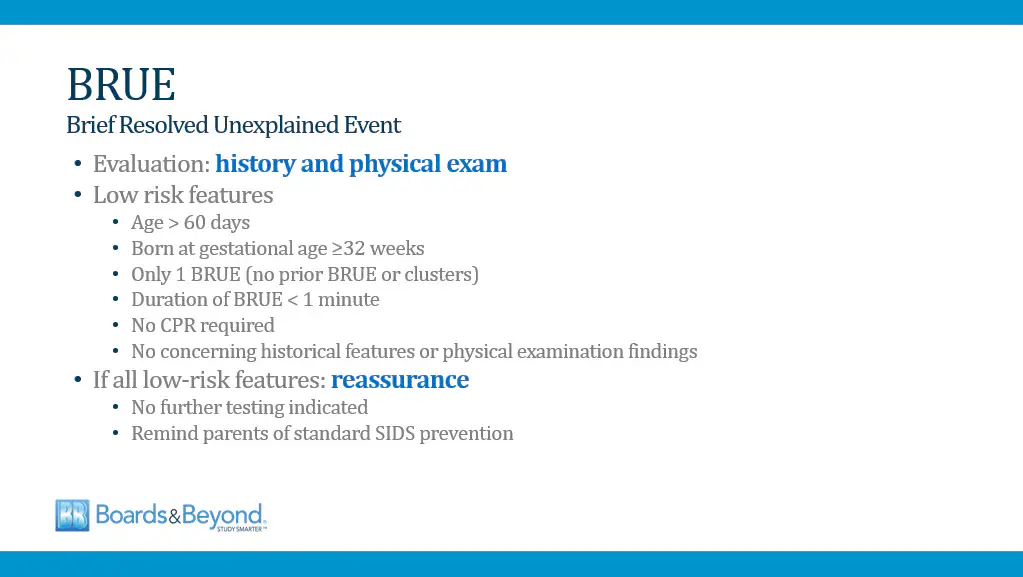 BRUE
Brief Resolved Unexplained Event
• Evaluation: history and physical exam
• Low risk features
• Age > 60 days
• Born at gestational age ≥32 weeks
• Only 1 BRUE (no prior BRUE or clusters)
• Duration of BRUE < 1 minute
• No CPR required
• No concerning historical features or physical examination findings
• If all low-risk features: reassurance
• No further testing indicated
• Remind parents of standard SIDS prevention
BB Boards&Beyond.
STUDY SMARTER™